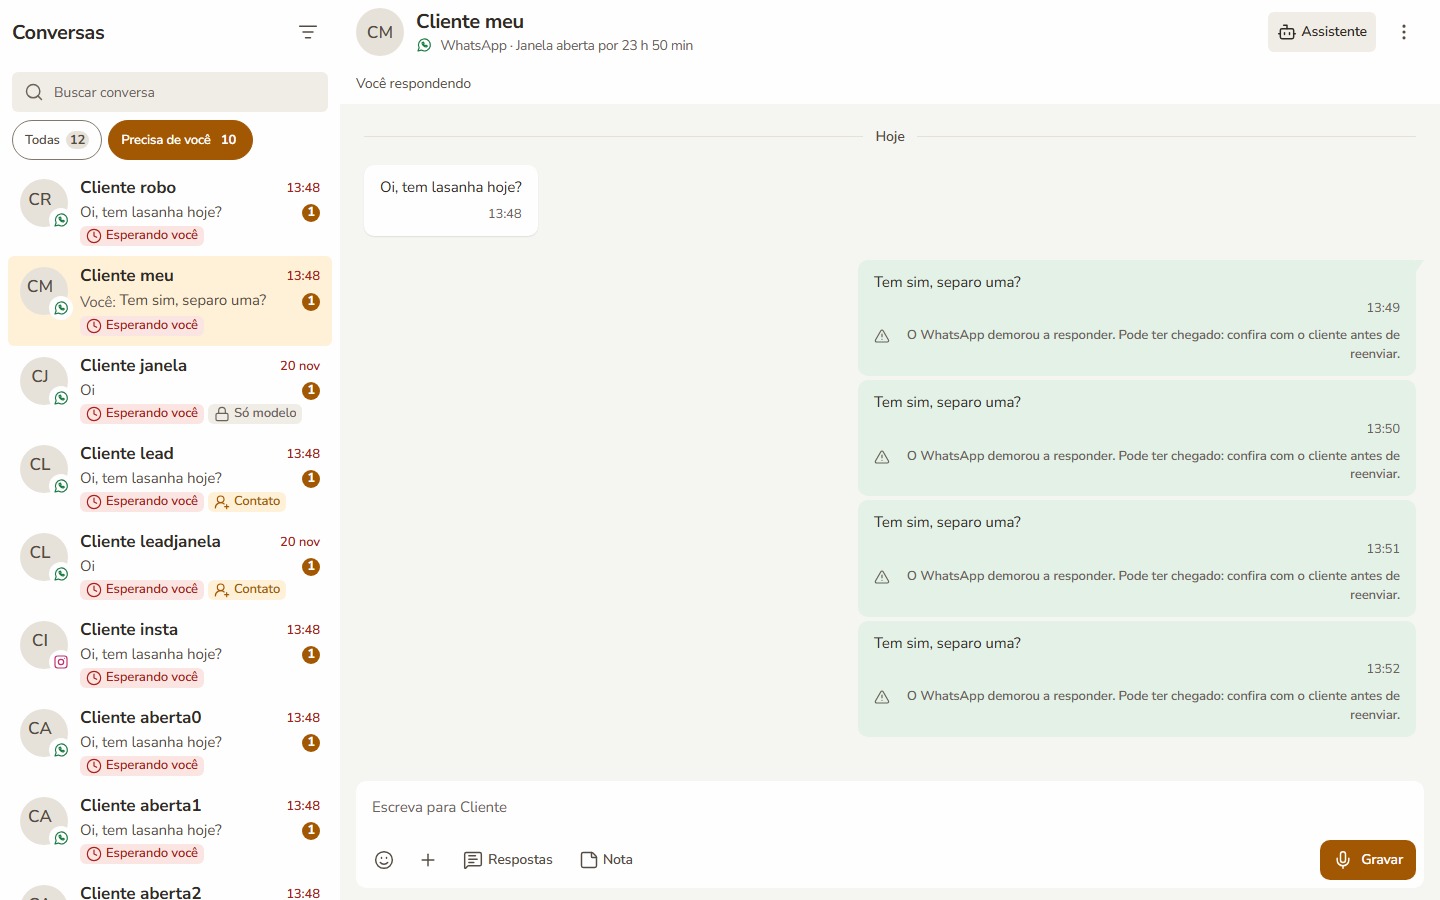 Conversas
Buscar conversa
Todas 12
Precisa de você 10
CR
Cliente robo
13:48
Oi, tem lasanha hoje?
1
Esperando você
CM
Cliente meu
13:48
Você: Tem sim, separo uma?
1
Esperando você
CJ
Cliente janela
20 nov
Oi
1
Esperando você
Só modelo
CL
Cliente lead
13:48
Oi, tem lasanha hoje?
1
Esperando você
Contato
CL
Cliente leadjanela
20 nov
Oi
1
Esperando você
Contato
CI
Cliente insta
13:48
Oi, tem lasanha hoje?
1
Esperando você
CA
Cliente aberta0
13:48
Oi, tem lasanha hoje?
1
Esperando você
CA
Cliente aberta1
13:48
Oi, tem lasanha hoje?
1
Esperando você
Cliente aberta2
13:48
CM
Cliente meu
WhatsApp · Janela aberta por 23 h 50 min
Assistente
Você respondendo
Hoje
Oi, tem lasanha hoje?
13:48
Tem sim, separo uma?
13:49
O WhatsApp demorou a responder. Pode ter chegado: confira com o cliente antes de
reenviar.
Tem sim, separo uma?
13:50
O WhatsApp demorou a responder. Pode ter chegado: confira com o cliente antes de
reenviar.
Tem sim, separo uma?
13:51
O WhatsApp demorou a responder. Pode ter chegado: confira com o cliente antes de
reenviar.
Tem sim, separo uma?
13:52
O WhatsApp demorou a responder. Pode ter chegado: confira com o cliente antes de
reenviar.
Escreva para Cliente
Respostas
Nota
Gravar